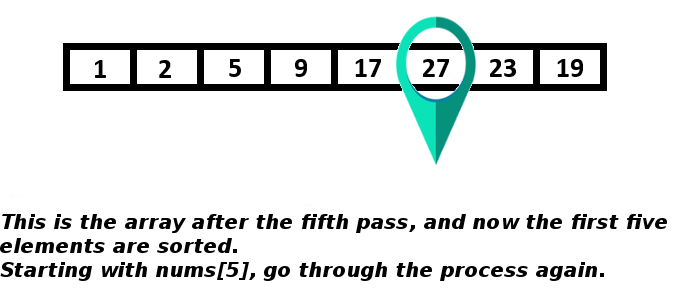 1 2 5 9 17 27 23 19
This is the array after the fifth pass, and now the first five
elements are sorted.
Starting with nums[5], go through the process again.